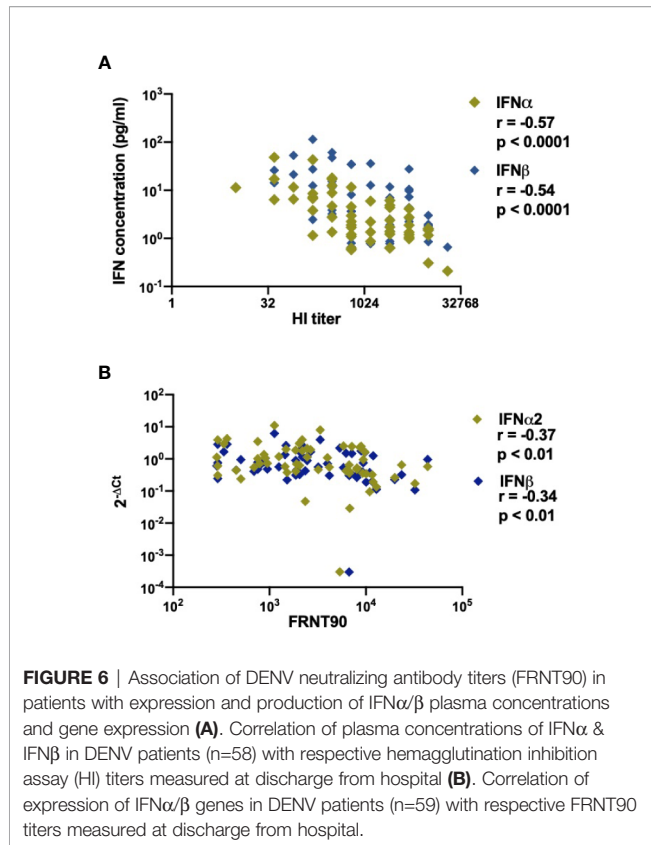 A
IFN concentration (pg/ml)
10³
10²
10¹
10⁰
10⁻¹
1
32
1024
32768
HI titer
IFNα
r = -0.57
p < 0.0001
IFNβ
r = -0.54
p < 0.0001
B
2^-ΔCt
10²
10¹
10⁰
10⁻¹
10⁻²
10⁻³
10⁻⁴
10²
10³
10⁴
10⁵
FRNT90
IFNα2
r = -0.37
p < 0.01
IFNβ
r = -0.34
p < 0.01
FIGURE 6 | Association of DENV neutralizing antibody titers (FRNT90) in
patients with expression and production of IFNα/β plasma concentrations
and gene expression (A). Correlation of plasma concentrations of IFNα &
IFNβ in DENV patients (n=58) with respective hemagglutination inhibition
assay (HI) titers measured at discharge from hospital (B). Correlation of
expression of IFNα/β genes in DENV patients (n=59) with respective FRNT90
titers measured at discharge from hospital.